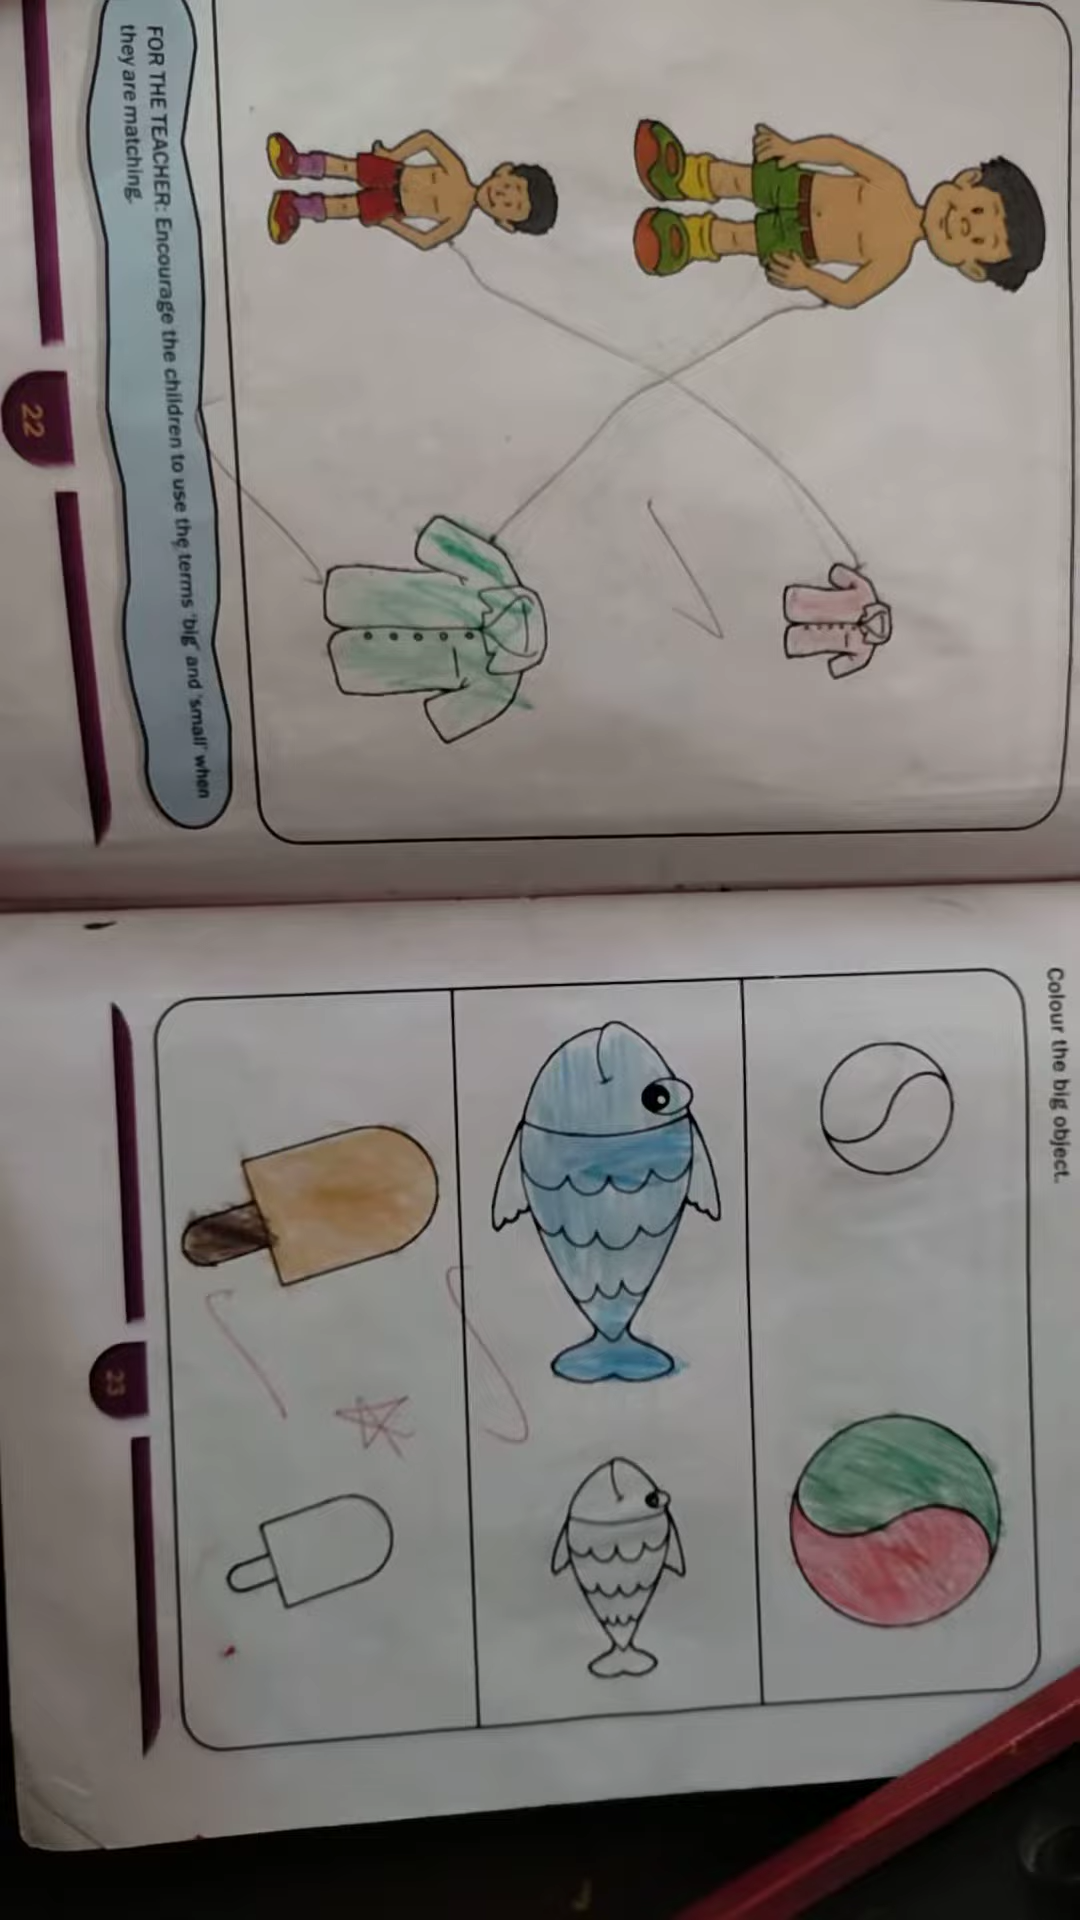 FOR THE TEACHER: Encourage the children to use the terms 'big' and 'small' when
they are matching.
22
Colour the big object.
23